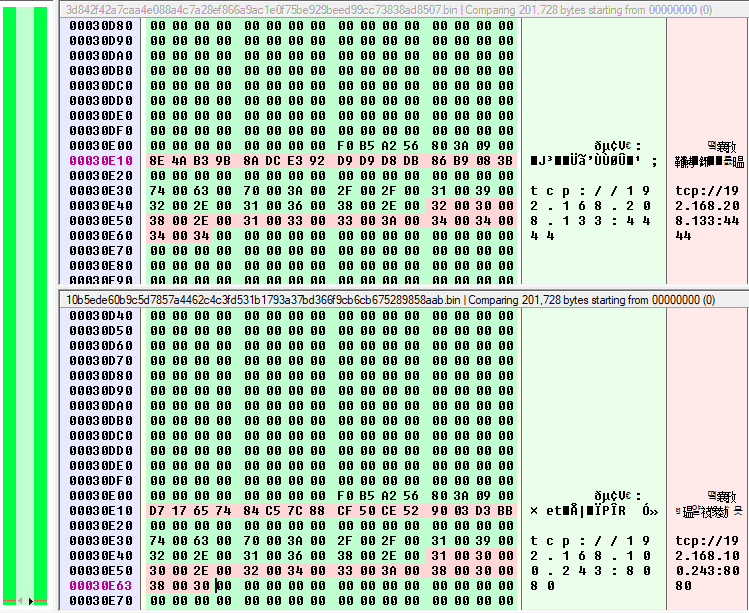 3d842f42a7caa4e088a4c7a28ef866a9ac1e0f75be929beed99cc73838ad8507.bin | Comparing 201,728 bytes starting from 00000000 (0)
00030D80 00 00 00 00 00 00 00 00 00 00 00 00 00 00 00 00
00030D90 00 00 00 00 00 00 00 00 00 00 00 00 00 00 00 00
00030DA0 00 00 00 00 00 00 00 00 00 00 00 00 00 00 00 00
00030DB0 00 00 00 00 00 00 00 00 00 00 00 00 00 00 00 00
00030DC0 00 00 00 00 00 00 00 00 00 00 00 00 00 00 00 00
00030DD0 00 00 00 00 00 00 00 00 00 00 00 00 00 00 00 00
00030DE0 00 00 00 00 00 00 00 00 00 00 00 00 00 00 00 00
00030DF0 00 00 00 00 00 00 00 00 00 00 00 00 00 00 00 00
00030E00 00 00 00 00 00 00 00 00 F0 B5 A2 56 80 3A 09 00 ðµ¢V€ :
00030E10 8E 4A B3 9B 8A DC E3 92 D9 D9 D8 DB 86 B9 08 3B
00030E20 00 00 00 00 00 00 00 00 00 00 00 00 00 00 00 00
00030E30 74 00 63 00 70 00 3A 00 2F 00 2F 00 31 00 39 00 t c p : / / 1 9 tcp://19
00030E40 32 00 2E 00 31 00 36 00 38 00 2E 00 32 00 30 00 2 . 1 6 8 . 2 0 2.168.20
00030E50 38 00 2E 00 31 00 33 00 33 00 3A 00 34 00 34 00 8 . 1 3 3 : 4 4 8.133:44
00030E60 34 00 34 00 00 00 00 00 00 00 00 00 00 00 00 00 4 4 44
00030E70 00 00 00 00 00 00 00 00 00 00 00 00 00 00 00 00
00030E80 00 00 00 00 00 00 00 00 00 00 00 00 00 00 00 00
00030E90 00 00 00 00 00 00 00 00 00 00 00 00 00 00 00 00
10b5ede60b9c5d7857a4462c4c3fd531b1793a37bd366f9cb6cb675289858aab.bin | Comparing 201,728 bytes starting from 00000000 (0)
00030D40 00 00 00 00 00 00 00 00 00 00 00 00 00 00 00 00
00030D50 00 00 00 00 00 00 00 00 00 00 00 00 00 00 00 00
00030D60 00 00 00 00 00 00 00 00 00 00 00 00 00 00 00 00
00030D70 00 00 00 00 00 00 00 00 00 00 00 00 00 00 00 00
00030D80 00 00 00 00 00 00 00 00 00 00 00 00 00 00 00 00
00030D90 00 00 00 00 00 00 00 00 00 00 00 00 00 00 00 00
00030DA0 00 00 00 00 00 00 00 00 00 00 00 00 00 00 00 00
00030DB0 00 00 00 00 00 00 00 00 00 00 00 00 00 00 00 00
00030DC0 00 00 00 00 00 00 00 00 00 00 00 00 00 00 00 00
00030DD0 00 00 00 00 00 00 00 00 00 00 00 00 00 00 00 00
00030DE0 00 00 00 00 00 00 00 00 00 00 00 00 00 00 00 00
00030DF0 00 00 00 00 00 00 00 00 00 00 00 00 00 00 00 00
00030E00 00 00 00 00 00 00 00 00 F0 B5 A2 56 80 3A 09 00 ðµ¢V€ :
00030E10 D7 17 65 74 84 C5 7C 88 CF 50 CE 52 90 03 D3 BB
00030E20 00 00 00 00 00 00 00 00 00 00 00 00 00 00 00 00
00030E30 74 00 63 00 70 00 3A 00 2F 00 2F 00 31 00 39 00 t c p : / / 1 9 tcp://19
00030E40 32 00 2E 00 31 00 36 00 38 00 2E 00 31 00 30 00 2 . 1 6 8 . 1 0 2.168.10
00030E50 30 00 2E 00 32 00 34 00 33 00 3A 00 38 00 30 00 0 . 2 4 3 : 8 0 0.243:80
00030E63 38 00 30 00 00 00 00 00 00 00 00 00 00 00 00 00 8 0 80
00030E70 00 00 00 00 00 00 00 00 00 00 00 00 00 00 00 00